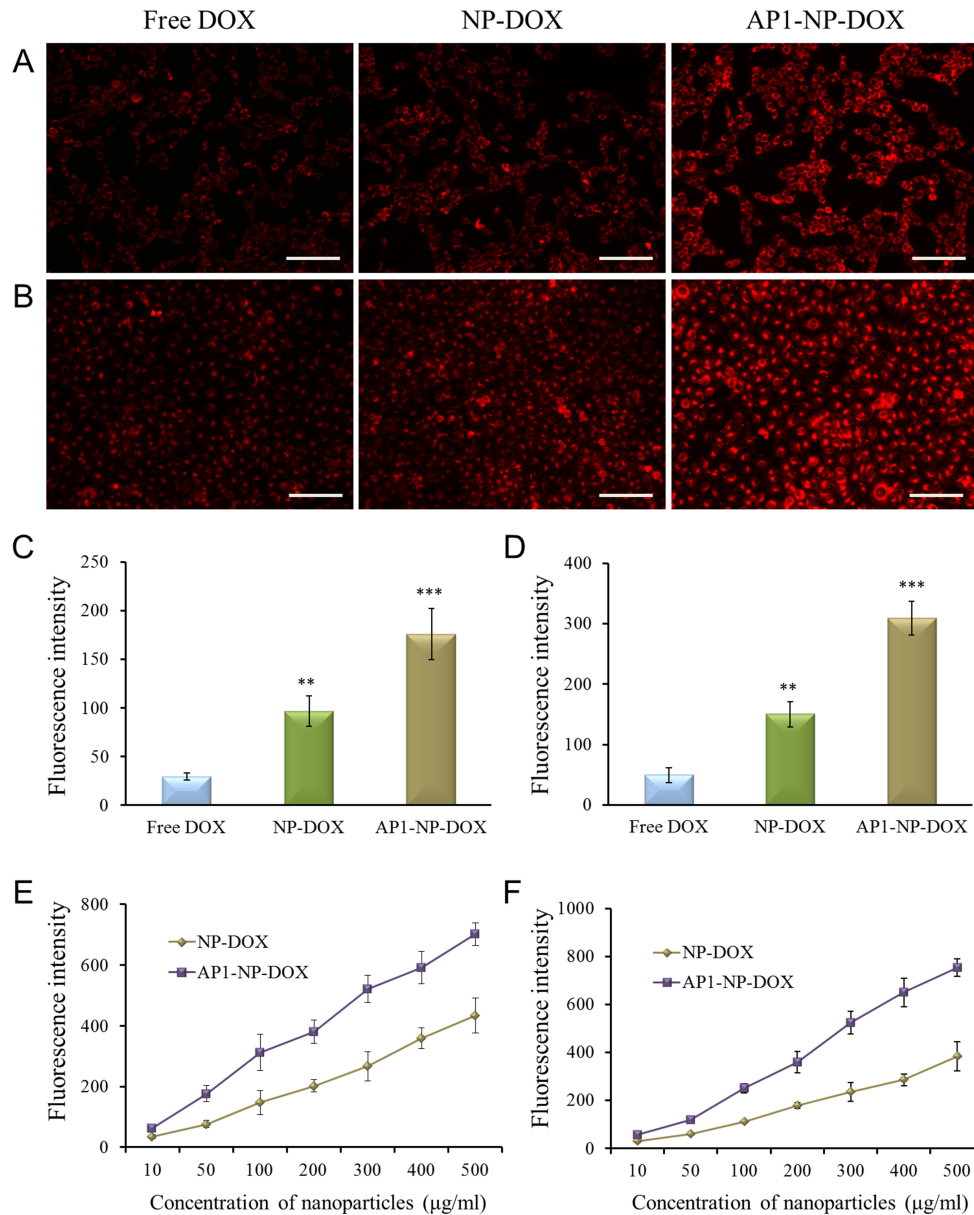 Free DOX NP-DOX AP1-NP-DOX
A
B
C
D
Fluorescence intensity
250
200
150
100
50
0
**
***
Free DOX NP-DOX AP1-NP-DOX
Fluorescence intensity
400
300
200
100
0
**
***
Free DOX NP-DOX AP1-NP-DOX
E
Fluorescence intensity
800
600
400
200
0
NP-DOX
AP1-NP-DOX
10 50 100 200 300 400 500
Concentration of nanoparticles (μg/ml)
F
Fluorescence intensity
1000
800
600
400
200
0
NP-DOX
AP1-NP-DOX
10 50 100 200 300 400 500
Concentration of nanoparticles (μg/ml)